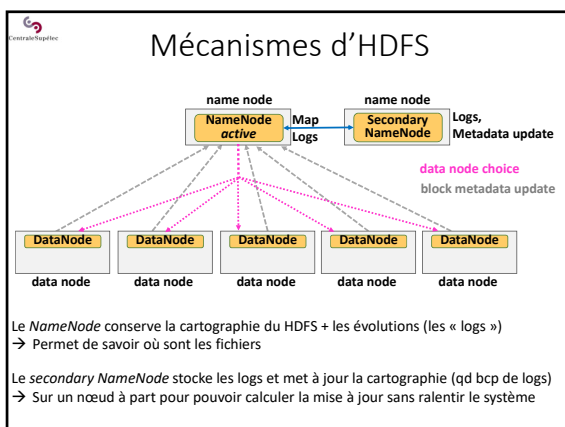 CentraleSupélec
Mécanismes d'HDFS
name node
name node
NameNode
active
Map
Logs
Secondary
NameNode
Logs,
Metadata update
data node choice
block metadata update
DataNode
DataNode
DataNode
DataNode
DataNode
data node
data node
data node
data node
data node
Le NameNode conserve la cartographie du HDFS + les évolutions (les « logs »)
→ Permet de savoir où sont les fichiers
Le secondary NameNode stocke les logs et met à jour la cartographie (qd bcp de logs)
→ Sur un nœud à part pour pouvoir calculer la mise à jour sans ralentir le système